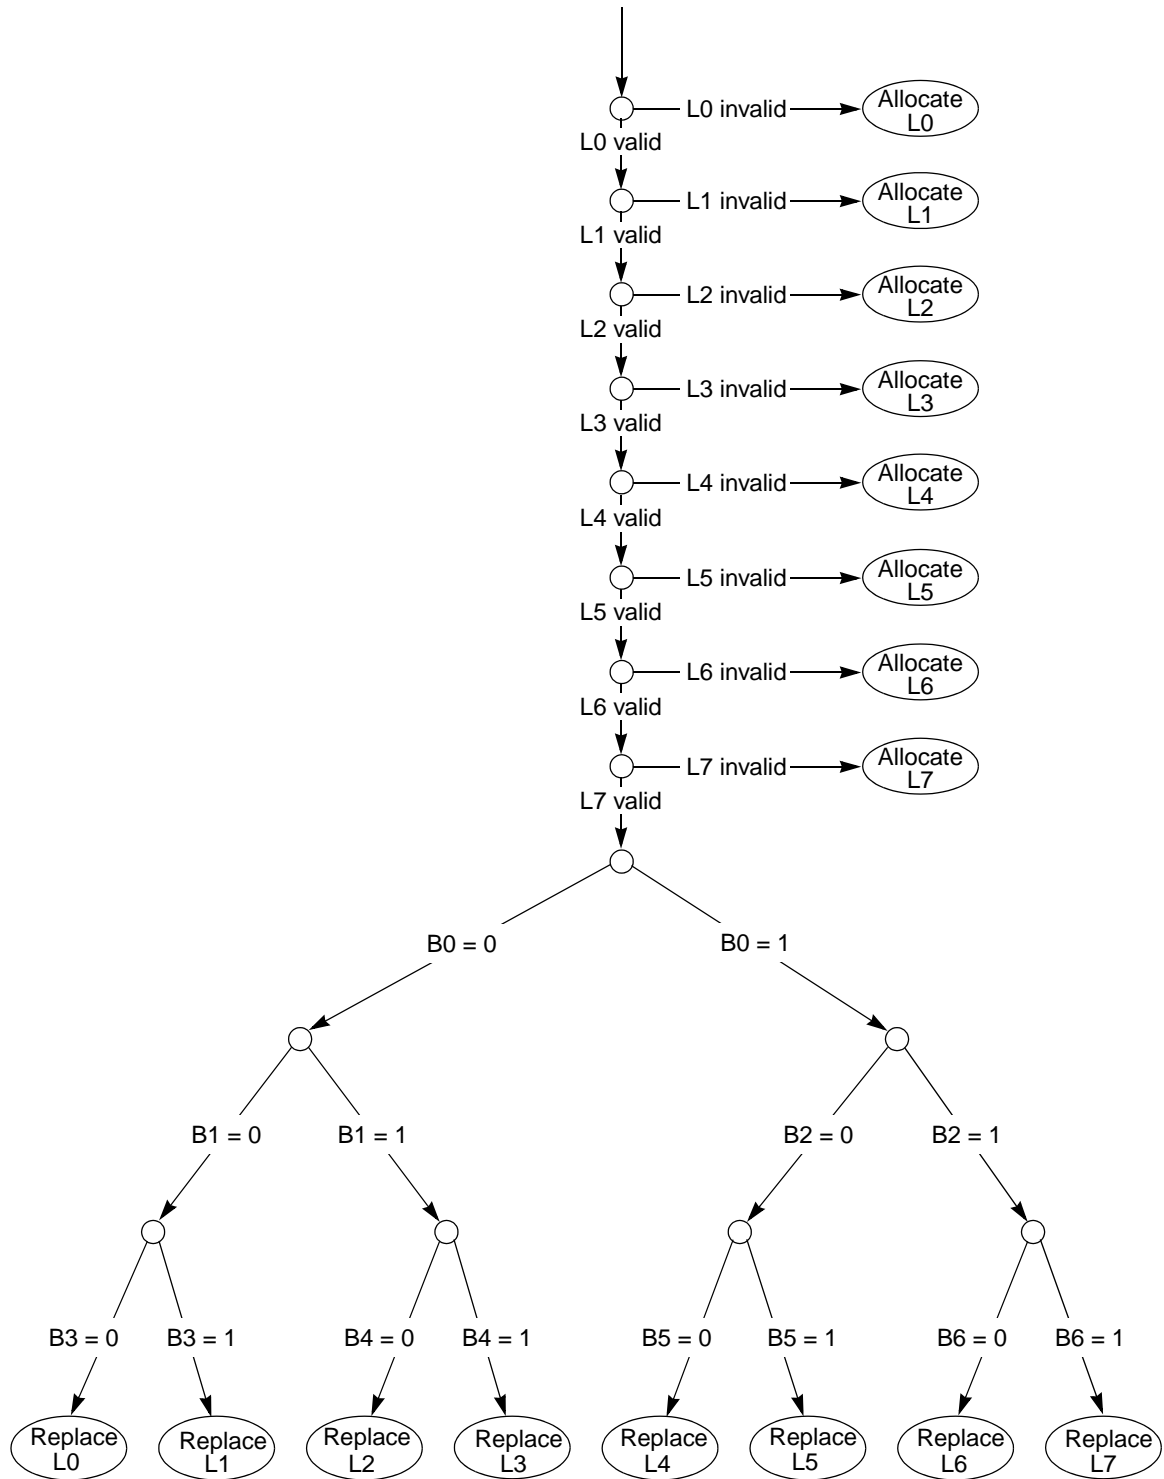 L0 invalid
Allocate
L0
L0 valid
L1 invalid
Allocate
L1
L1 valid
L2 invalid
Allocate
L2
L2 valid
L3 invalid
Allocate
L3
L3 valid
L4 invalid
Allocate
L4
L4 valid
L5 invalid
Allocate
L5
L5 valid
L6 invalid
Allocate
L6
L6 valid
L7 invalid
Allocate
L7
L7 valid
B0 = 0
B0 = 1
B1 = 0
B1 = 1
B2 = 0
B2 = 1
B3 = 0
B3 = 1
B4 = 0
B4 = 1
B5 = 0
B5 = 1
B6 = 0
B6 = 1
Replace
L0
Replace
L1
Replace
L2
Replace
L3
Replace
L4
Replace
L5
Replace
L6
Replace
L7